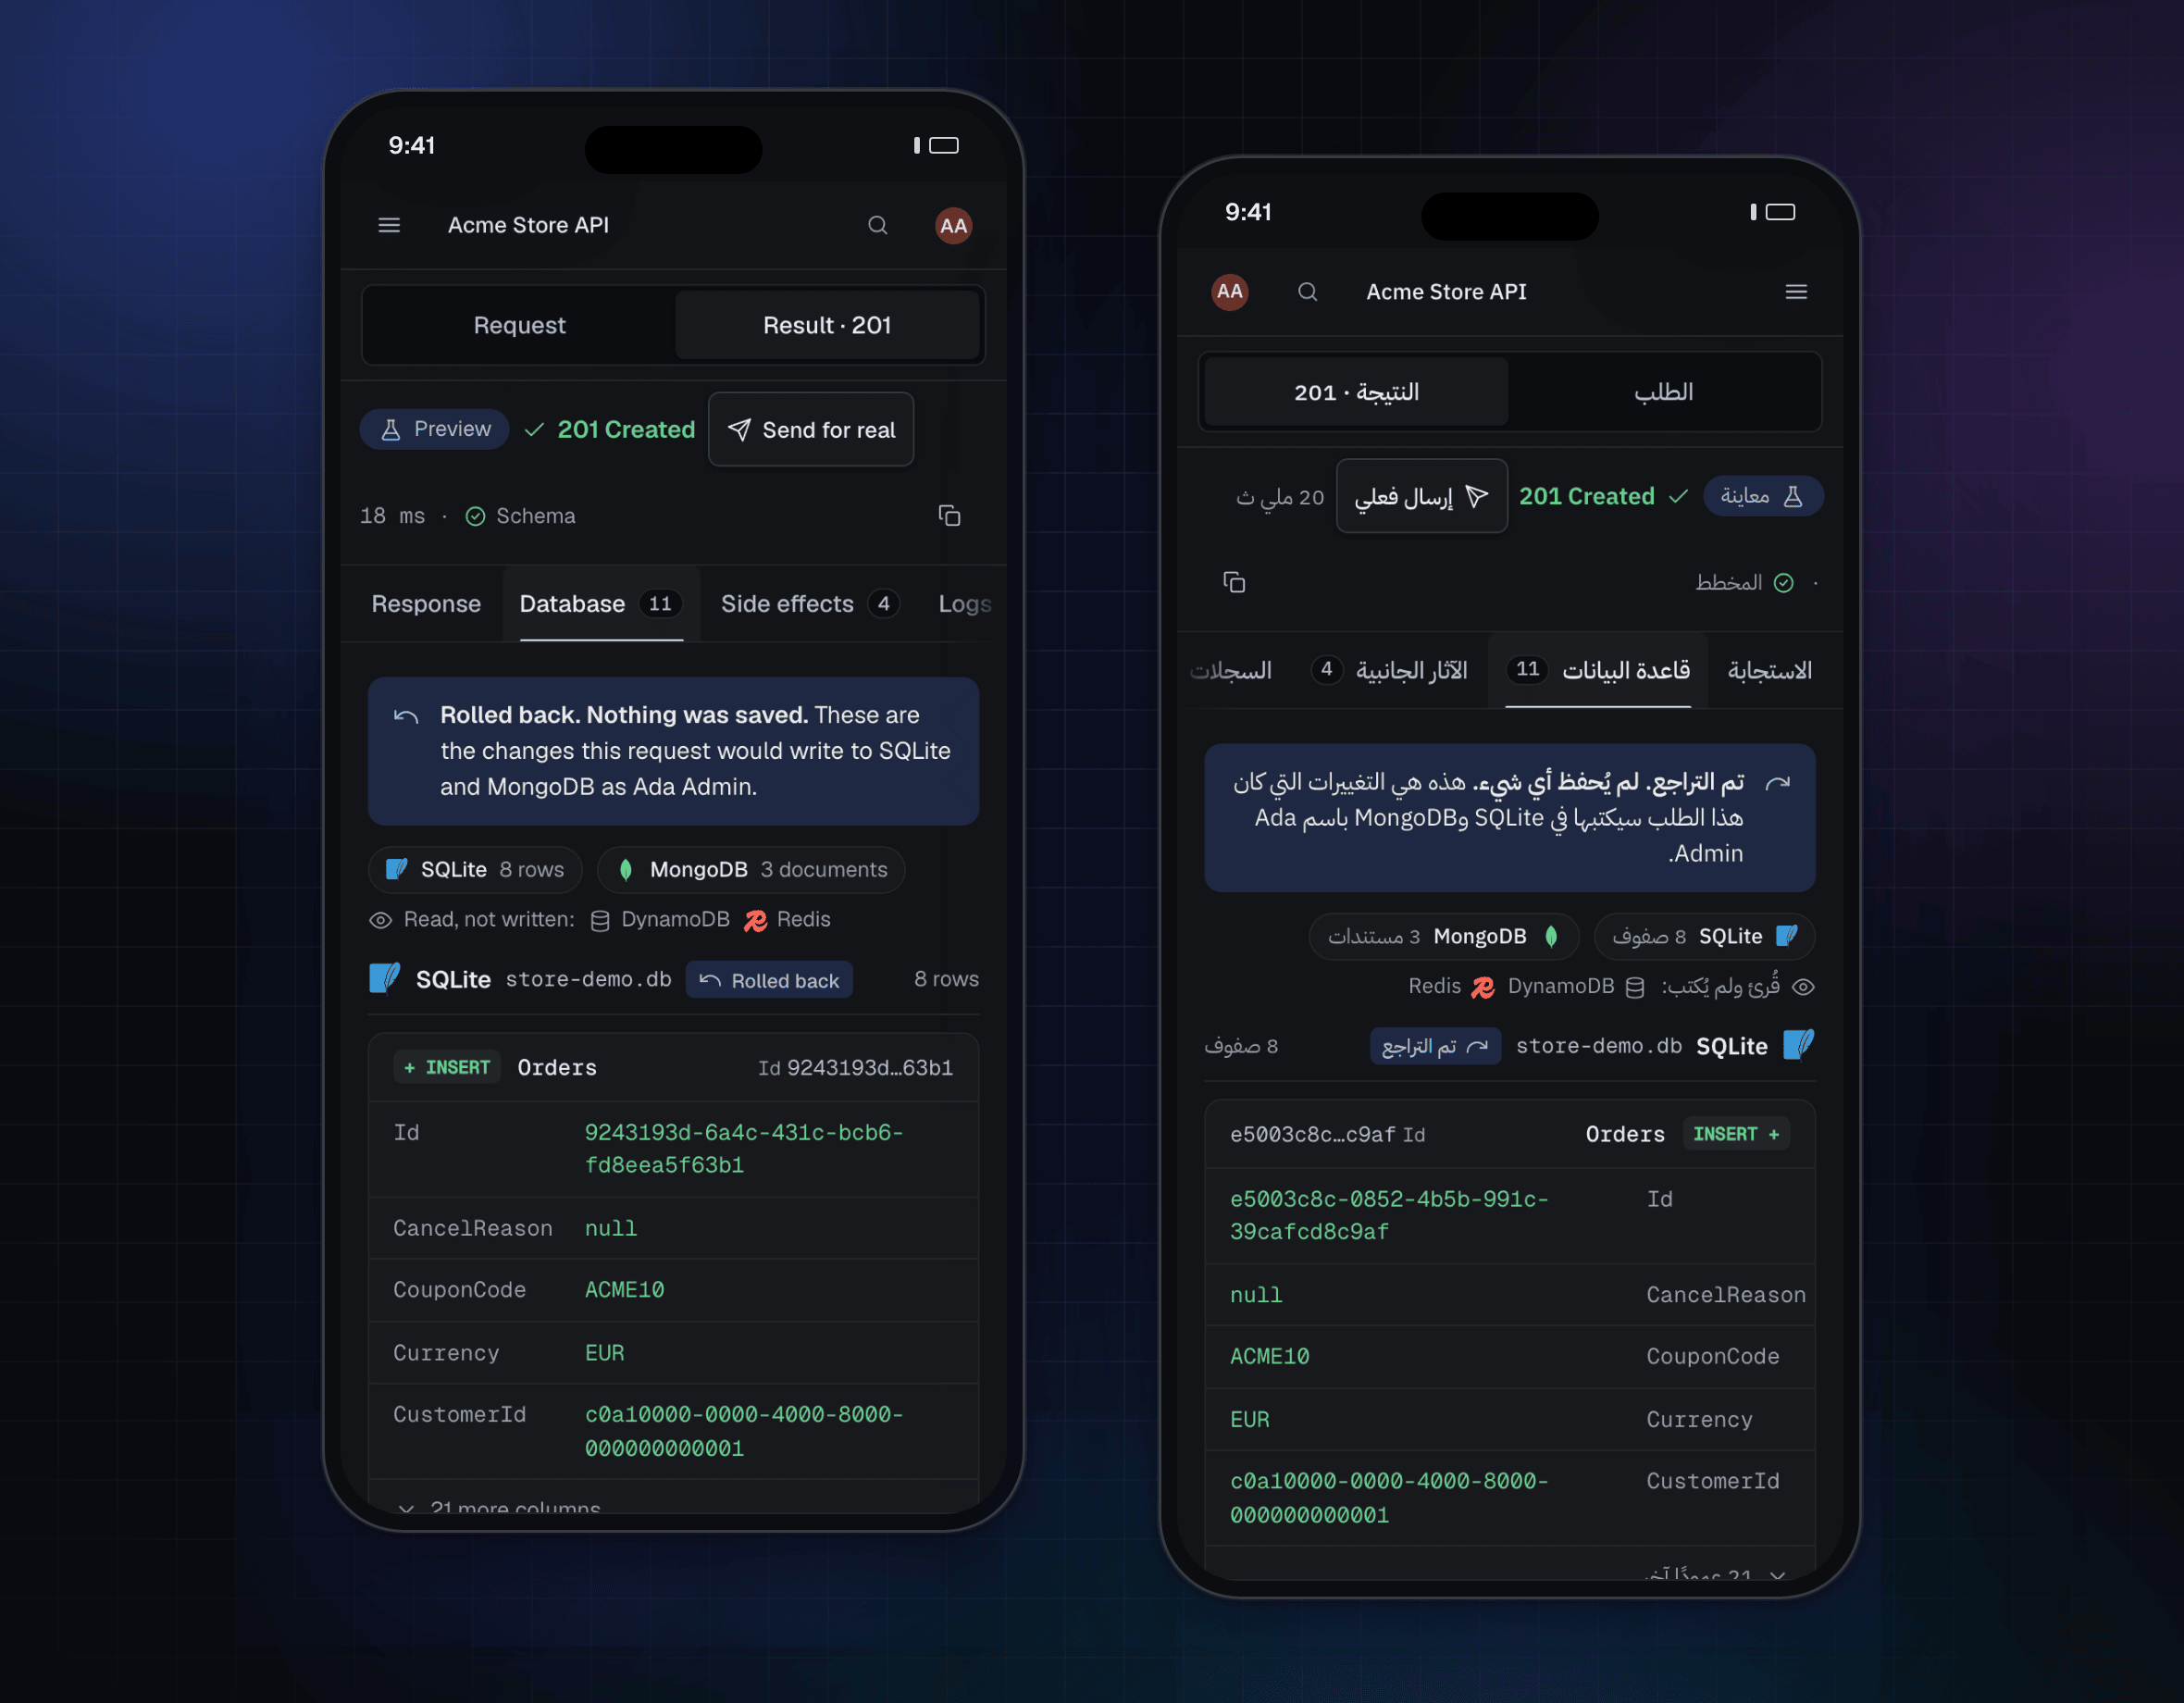 9:41
Acme Store API
AA
Request
Result · 201
Preview
201 Created
Send for real
18 ms · Schema
Response
Database 11
Side effects 4
Logs
Rolled back. Nothing was saved. These are
the changes this request would write to SQLite
and MongoDB as Ada Admin.
SQLite 8 rows
MongoDB 3 documents
Read, not written: DynamoDB Redis
SQLite store-demo.db Rolled back 8 rows
+ INSERT Orders Id 9243193d…63b1
Id 9243193d-6a4c-431c-bcb6-
fd8eea5f63b1
CancelReason null
CouponCode ACME10
Currency EUR
CustomerId c0a10000-0000-4000-8000-
000000000001
21 more columns
9:41
Acme Store API
AA
الطلب
النتيجة · 201
معاينة
201 Created
إرسال فعلي
20 ملي ث
· المخطط
الاستجابة
قاعدة البيانات 11
الآثار الجانبية 4
السجلات
تم التراجع. لم يُحفظ أي شيء. هذه هي التغييرات التي كان
هذا الطلب سيكتبها في SQLite وMongoDB باسم Ada
Admin.
SQLite 8 صفوف
MongoDB 3 مستندات
قُرئ ولم يُكتب: DynamoDB Redis
SQLite store-demo.db تم التراجع 8 صفوف
+ INSERT Orders Id e5003c8c…c9af
Id e5003c8c-0852-4b5b-991c-
39cafcd8c9af
CancelReason null
CouponCode ACME10
Currency EUR
CustomerId c0a10000-0000-4000-8000-
000000000001
21 عمودًا آخر